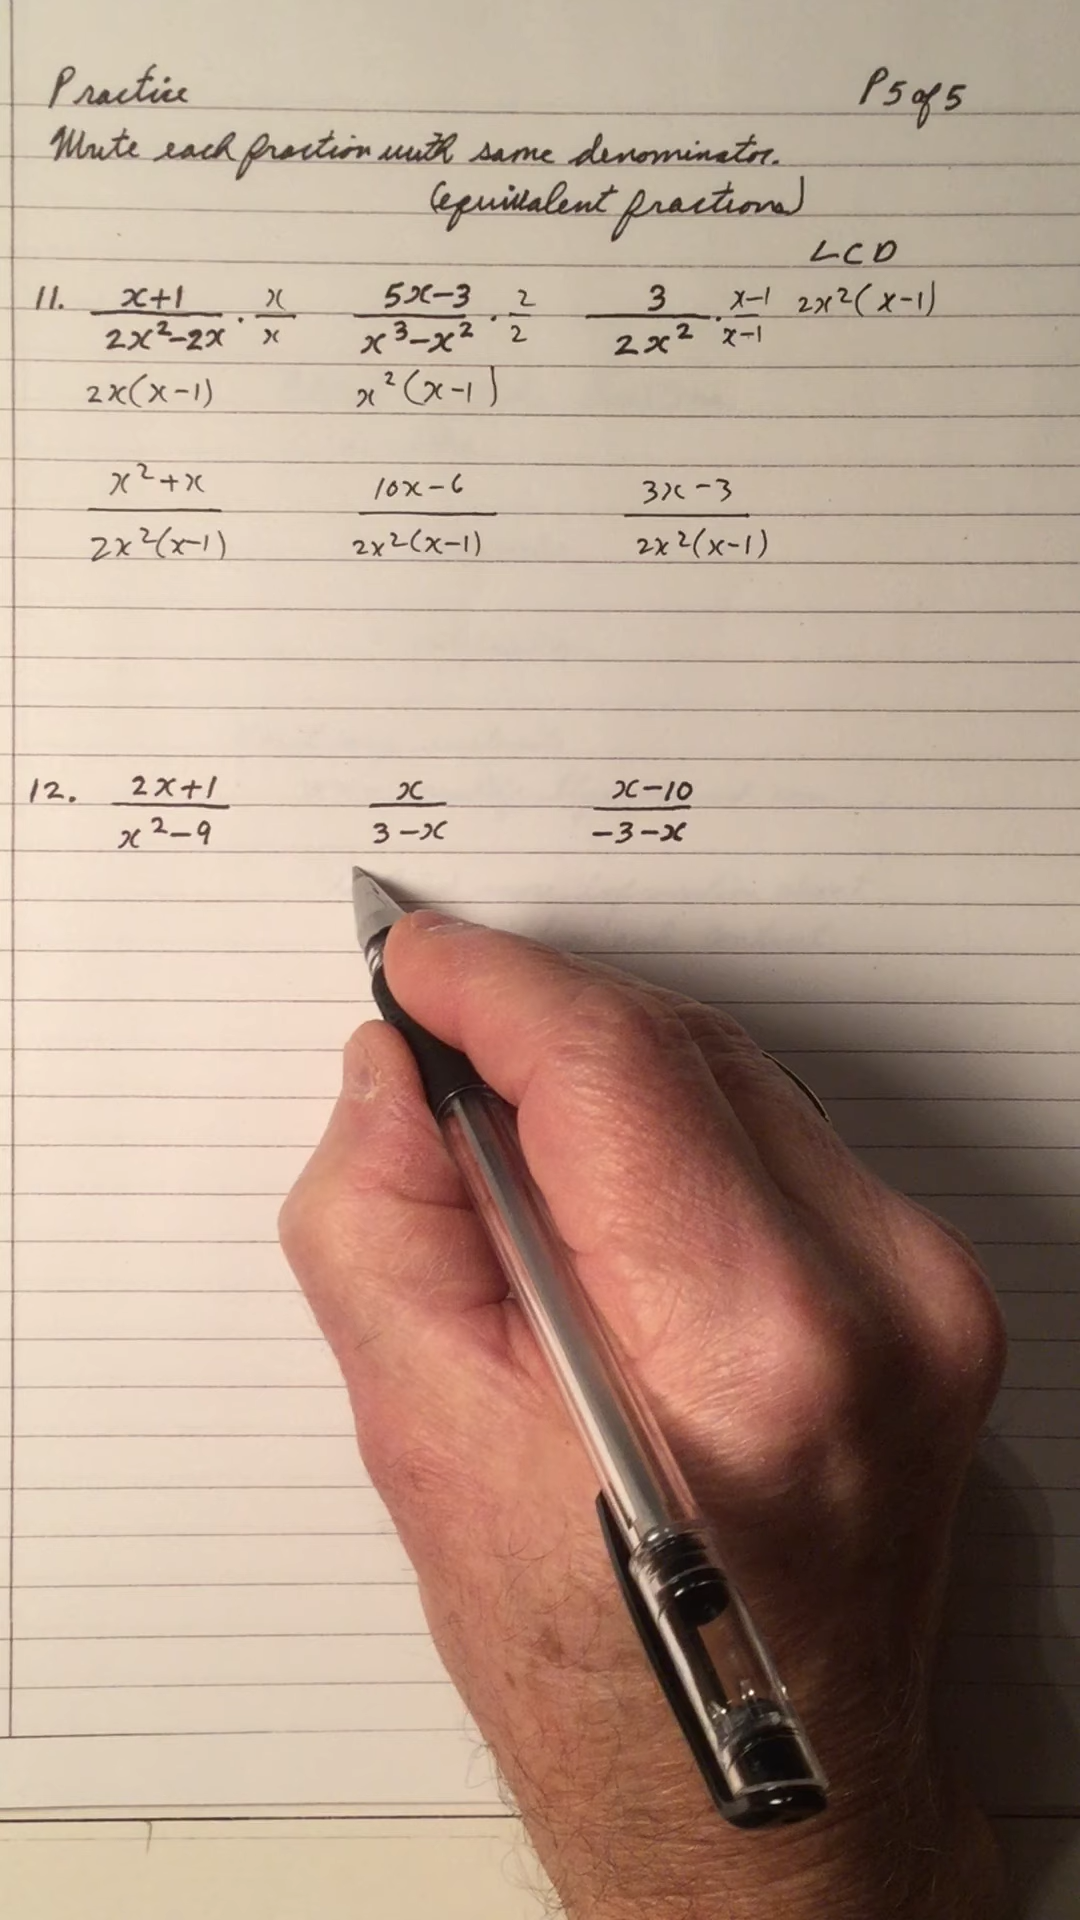 Practice P5 of 5
Write each fraction with same denominator.
(equivalent fractions)
LCD
11. x+1/2x²-2x · x/x 5x-3/x³-x² · 2/2 3/2x² · x-1/x-1 2x²(x-1)
2x(x-1) x²(x-1)
x²+x/2x²(x-1) 10x-6/2x²(x-1) 3x-3/2x²(x-1)
12. 2x+1/x²-9 x/3-x x-10/-3-x